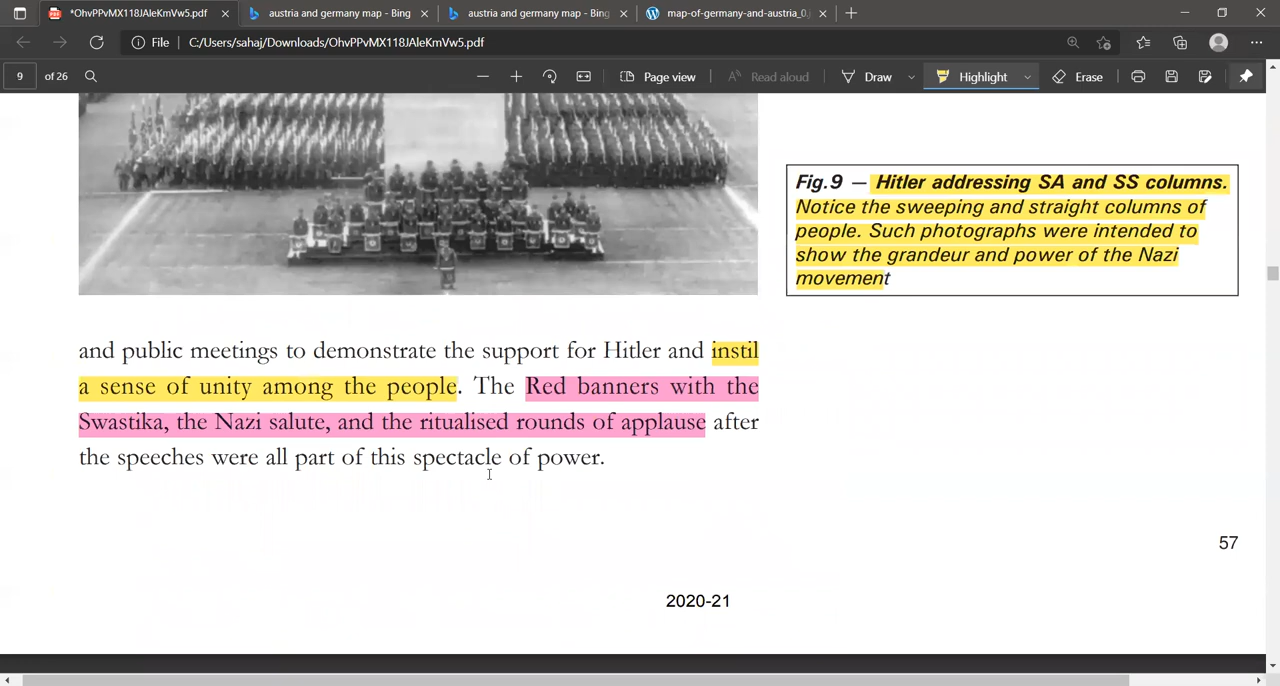 *OhvPPvMX118JAleKmVw5.pdf
austria and germany map - Bing
austria and germany map - Bing
map-of-germany-and-austria_0.j
File
C:/Users/sahaj/Downloads/OhvPPvMX118JAleKmVw5.pdf
9 of 26
Page view
Read aloud
Draw
Highlight
Erase
Fig.9 – Hitler addressing SA and SS columns.
Notice the sweeping and straight columns of
people. Such photographs were intended to
show the grandeur and power of the Nazi
movement
and public meetings to demonstrate the support for Hitler and instil
a sense of unity among the people. The Red banners with the
Swastika, the Nazi salute, and the ritualised rounds of applause after
the speeches were all part of this spectacle of power.
57
2020-21